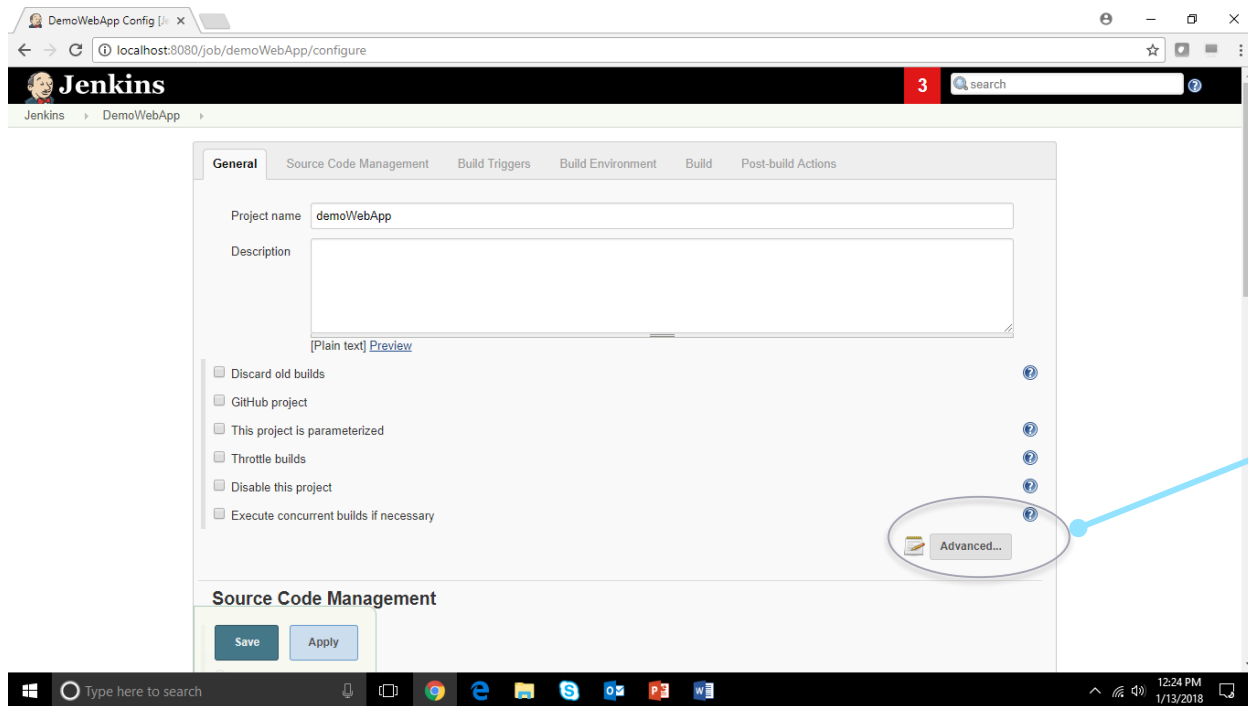 DemoWebApp Config [Je
localhost:8080/job/demoWebApp/configure
Jenkins
3
search
Jenkins
DemoWebApp
General
Source Code Management
Build Triggers
Build Environment
Build
Post-build Actions
Project name
demoWebApp
Description
[Plain text] Preview
Discard old builds
GitHub project
This project is parameterized
Throttle builds
Disable this project
Execute concurrent builds if necessary
Advanced...
Source Code Management
Save
Apply
Type here to search
12:24 PM
1/13/2018